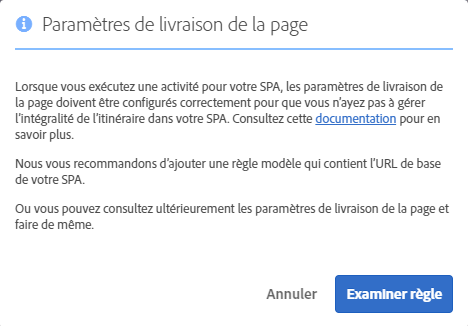 Paramètres de livraison de la page
Lorsque vous exécutez une activité pour votre SPA, les paramètres de livraison de
la page doivent être configurés correctement pour que vous n'ayez pas à gérer
l'intégralité de l'itinéraire dans votre SPA. Consultez cette documentation pour en
savoir plus.
Nous vous recommandons d'ajouter une règle modèle qui contient l'URL de base
de votre SPA.
Ou vous pouvez consultez ultérieurement les paramètres de livraison de la page et
faire de même.
Annuler
Examiner règle